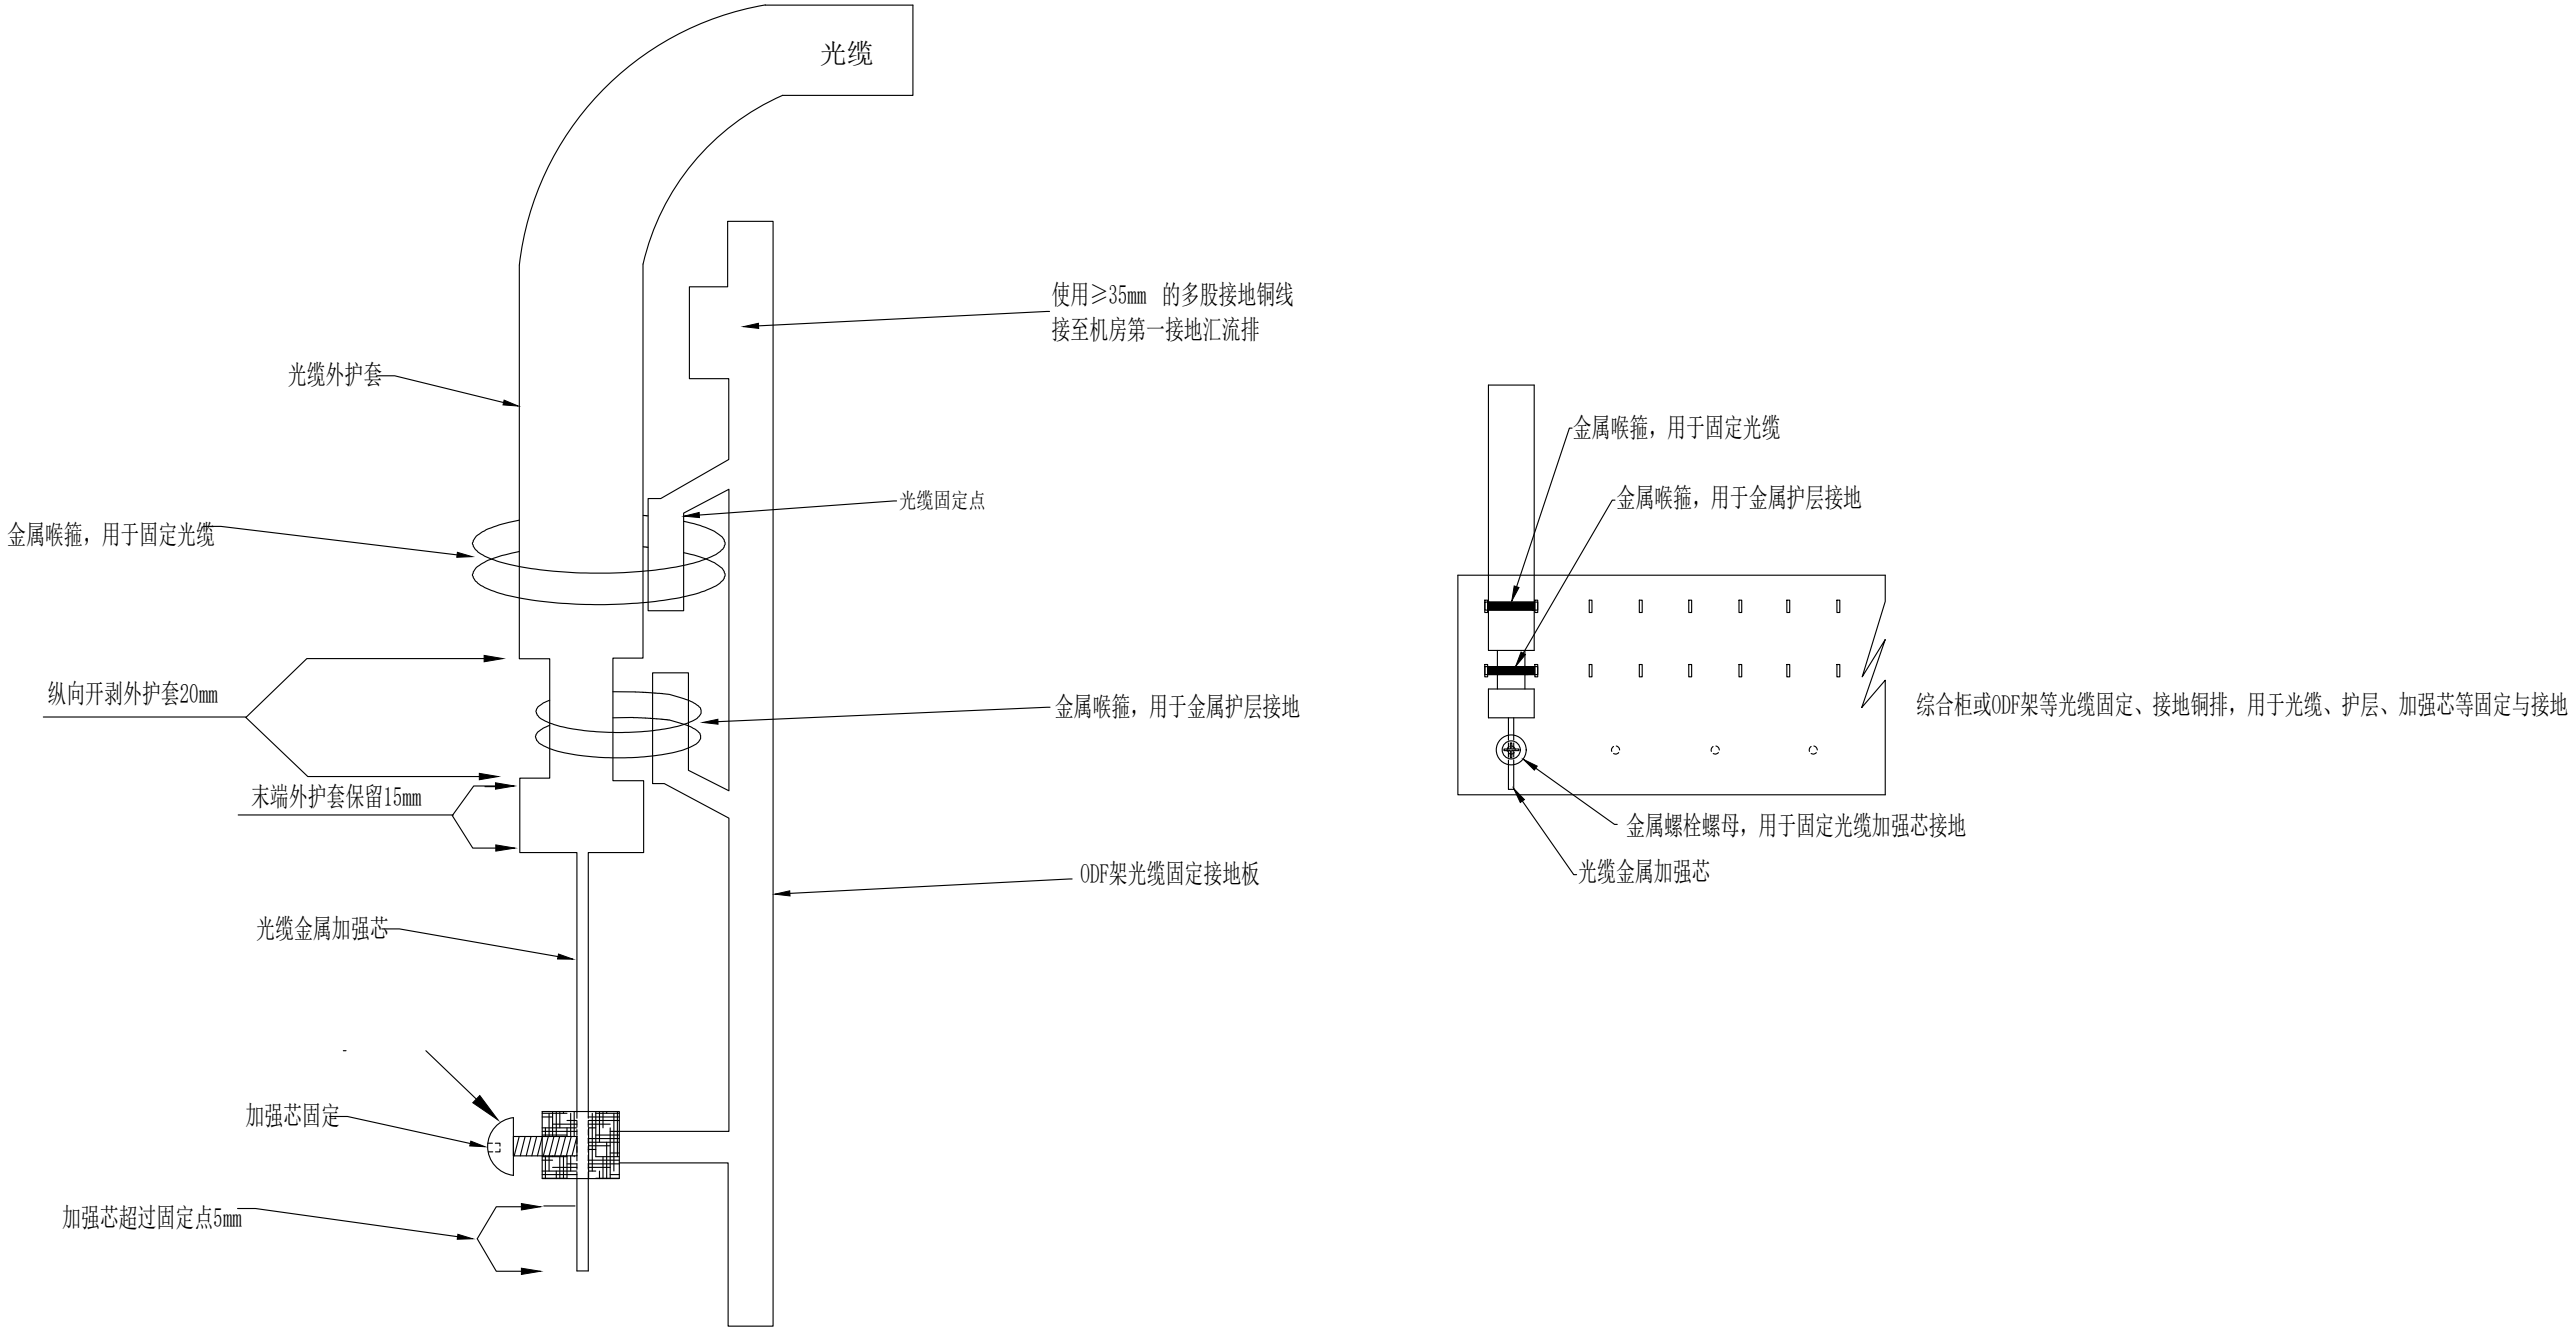 光缆
使用≥35mm 的多股接地铜线
接至机房第一接地汇流排
光缆外护套
光缆固定点
金属喉箍，用于固定光缆
纵向开剥外护套20mm
金属喉箍，用于金属护层接地
末端外护套保留15mm
ODF架光缆固定接地板
光缆金属加强芯
加强芯固定
加强芯超过固定点5mm
金属喉箍，用于固定光缆
金属喉箍，用于金属护层接地
综合柜或ODF架等光缆固定、接地铜排，用于光缆、护层、加强芯等固定与接地
金属螺栓螺母，用于固定光缆加强芯接地
光缆金属加强芯